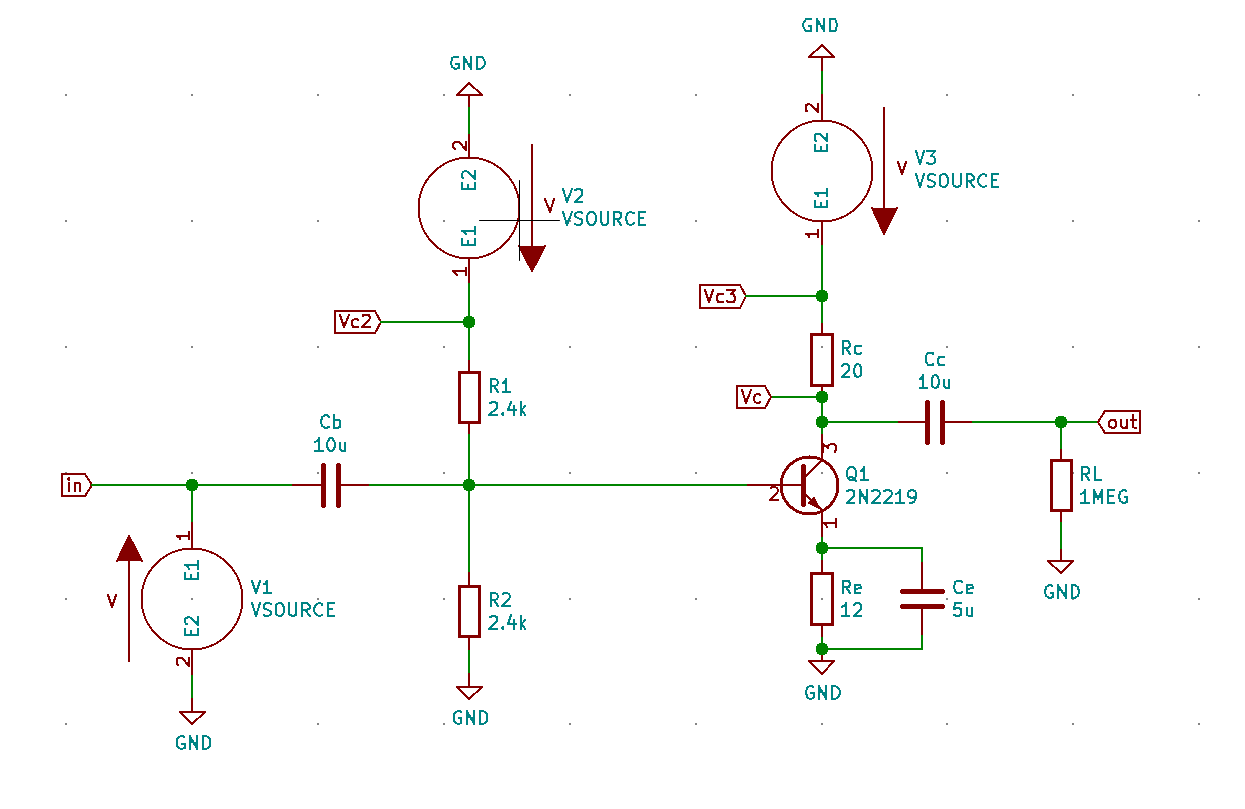 GND
GND
2
E2
E1
1
V
V3
VSOURCE
2
E2
E1
1
V
V2
VSOURCE
Vc3
Vc2
Rc
20
Cc
10u
R1
2.4k
Vc
out
Cb
10u
3
in
2
Q1
2N2219
RL
1MEG
1
1
E1
E2
2
V
V1
VSOURCE
R2
2.4k
Re
12
Ce
5u
GND
GND
GND
GND